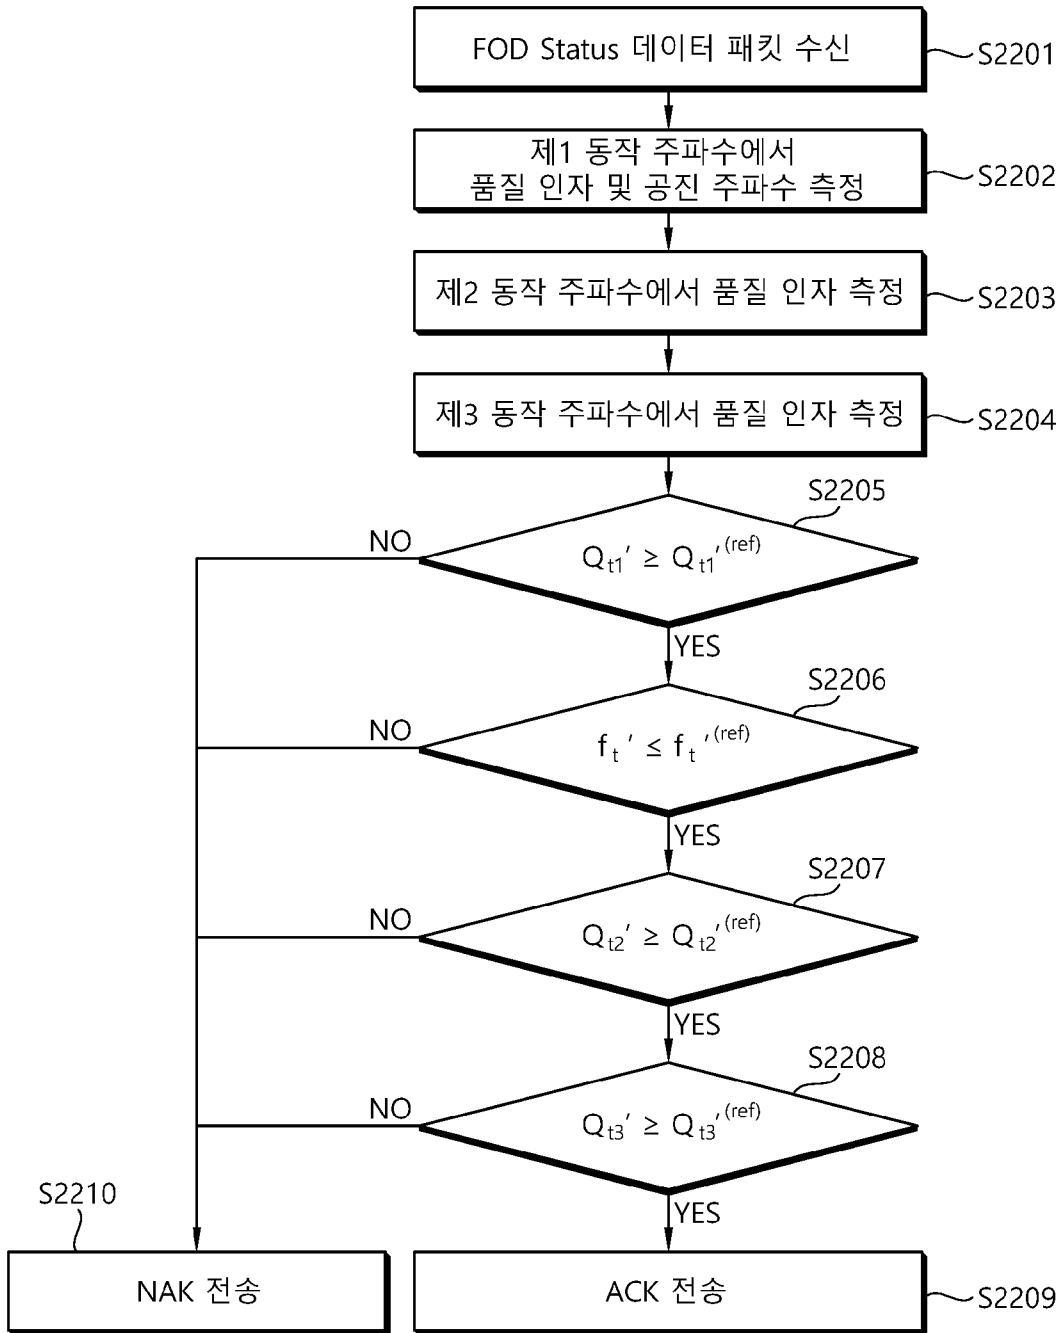 FOD Status 데이터 패킷 수신
S2201
제1 동작 주파수에서
품질 인자 및 공진 주파수 측정
S2202
제2 동작 주파수에서 품질 인자 측정
S2203
제3 동작 주파수에서 품질 인자 측정
S2204
S2205
NO
Qt1′ ≥ Qt1′(ref)
YES
S2206
NO
ft′ ≤ ft′(ref)
YES
S2207
NO
Qt2′ ≥ Qt2′(ref)
YES
S2208
NO
Qt3′ ≥ Qt3′(ref)
YES
S2210
NAK 전송
ACK 전송
S2209